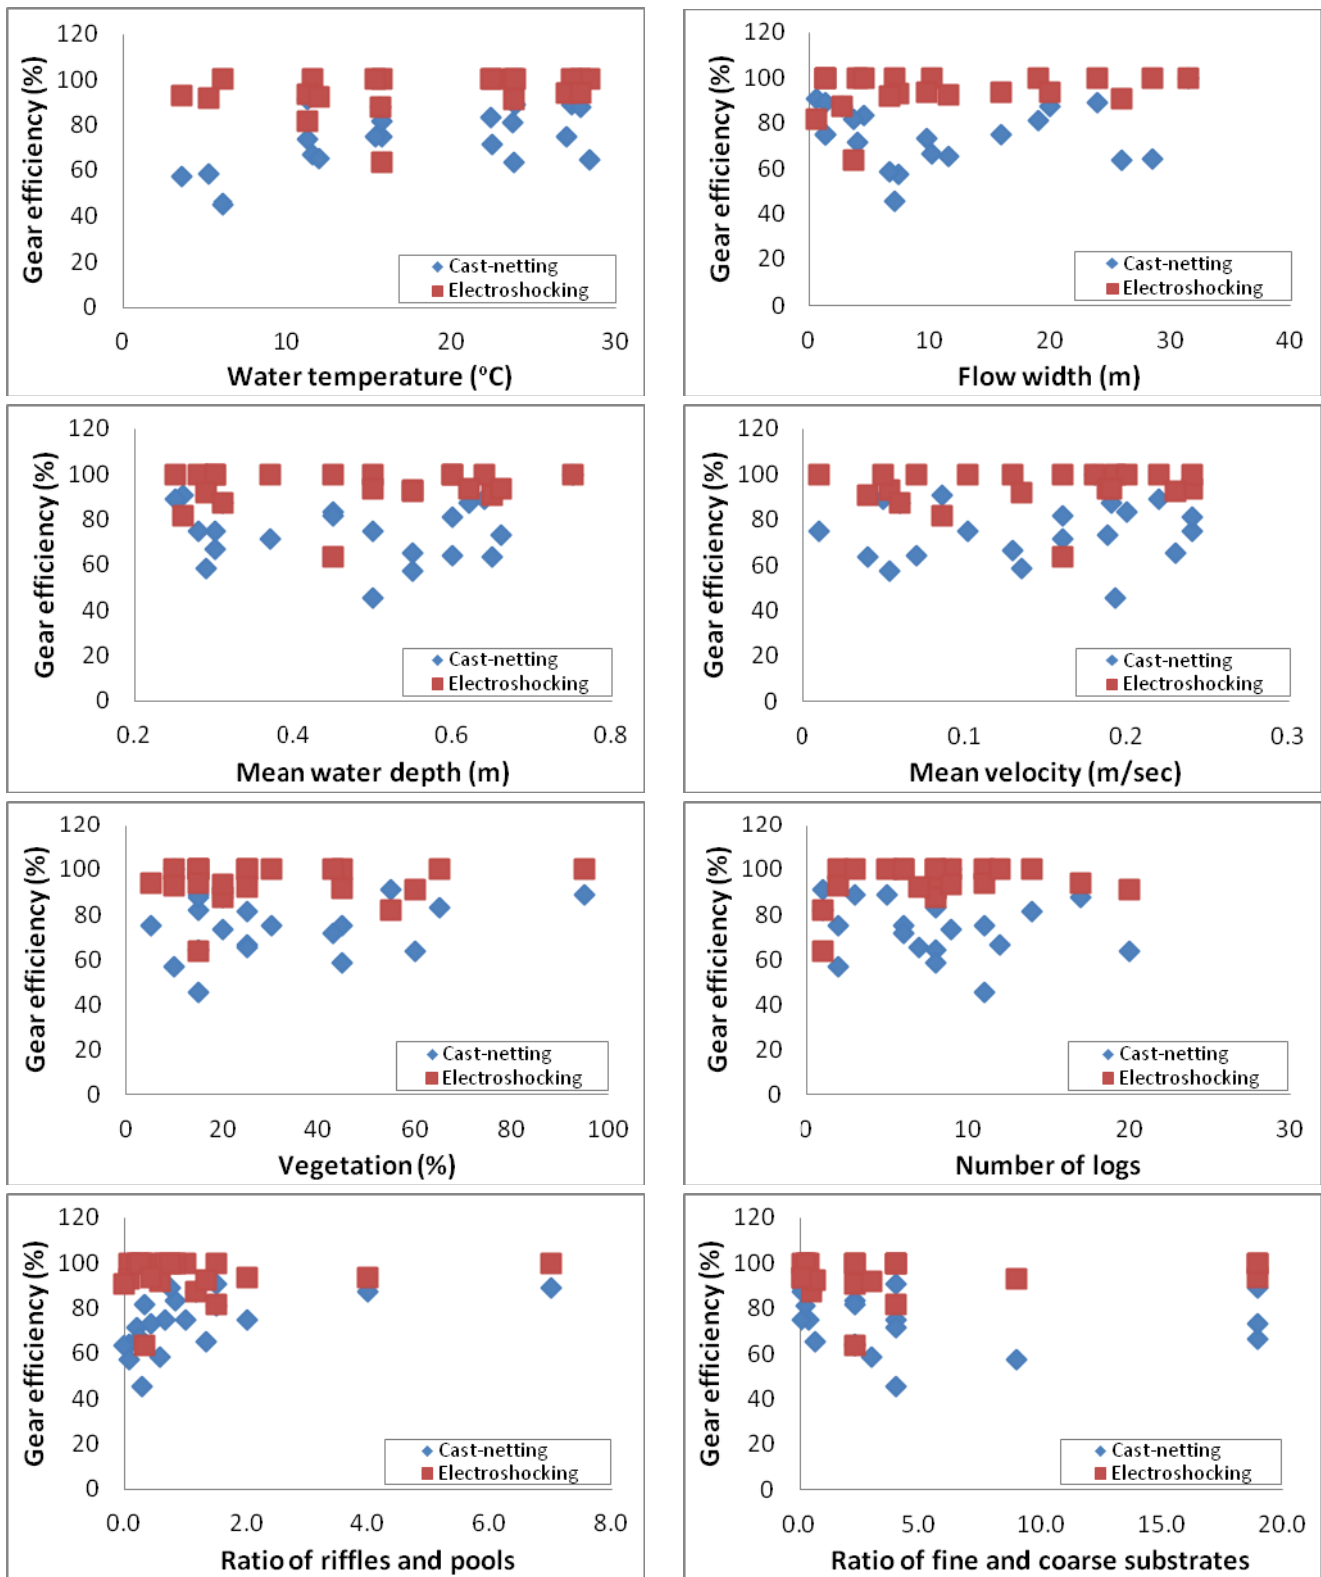 Gear efficiency (%)
120
100
80
60
40
20
0
Cast-netting
Electroshocking
0 10 20 30
Water temperature (ºC)
Gear efficiency (%)
120
100
80
60
40
20
0
Cast-netting
Electroshocking
0 10 20 30 40
Flow width (m)
Gear efficiency (%)
120
100
80
60
40
20
0
Cast-netting
Electroshocking
0.2 0.4 0.6 0.8
Mean water depth (m)
Gear efficiency (%)
120
100
80
60
40
20
0
Cast-netting
Electroshocking
0 0.1 0.2 0.3
Mean velocity (m/sec)
Gear efficiency (%)
120
100
80
60
40
20
0
Cast-netting
Electroshocking
0 20 40 60 80 100
Vegetation (%)
Gear efficiency (%)
120
100
80
60
40
20
0
Cast-netting
Electroshocking
0 10 20 30
Number of logs
Gear efficiency (%)
120
100
80
60
40
20
0
Cast-netting
Electroshocking
0.0 2.0 4.0 6.0 8.0
Ratio of riffles and pools
Gear efficiency (%)
120
100
80
60
40
20
0
Cast-netting
Electroshocking
0.0 5.0 10.0 15.0 20.0
Ratio of fine and coarse substrates